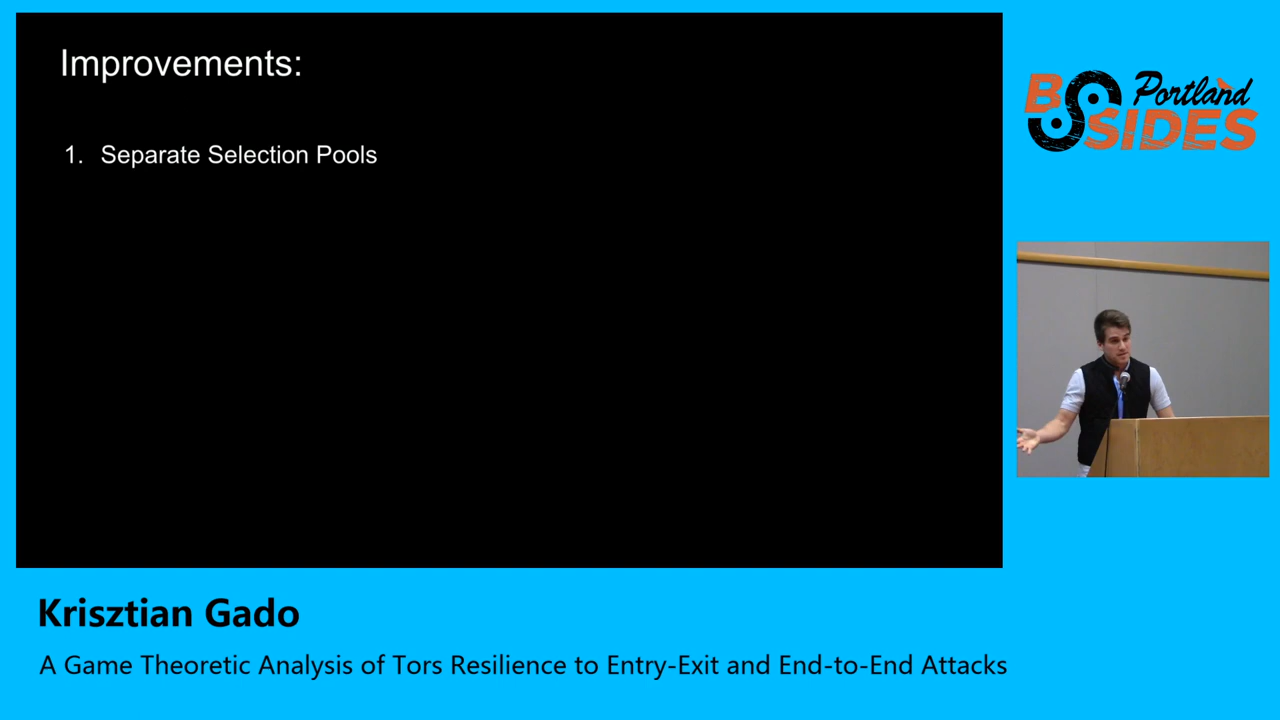 Improvements:
1. Separate Selection Pools
BSIDES Portland
Krisztian Gado
A Game Theoretic Analysis of Tors Resilience to Entry-Exit and End-to-End Attacks